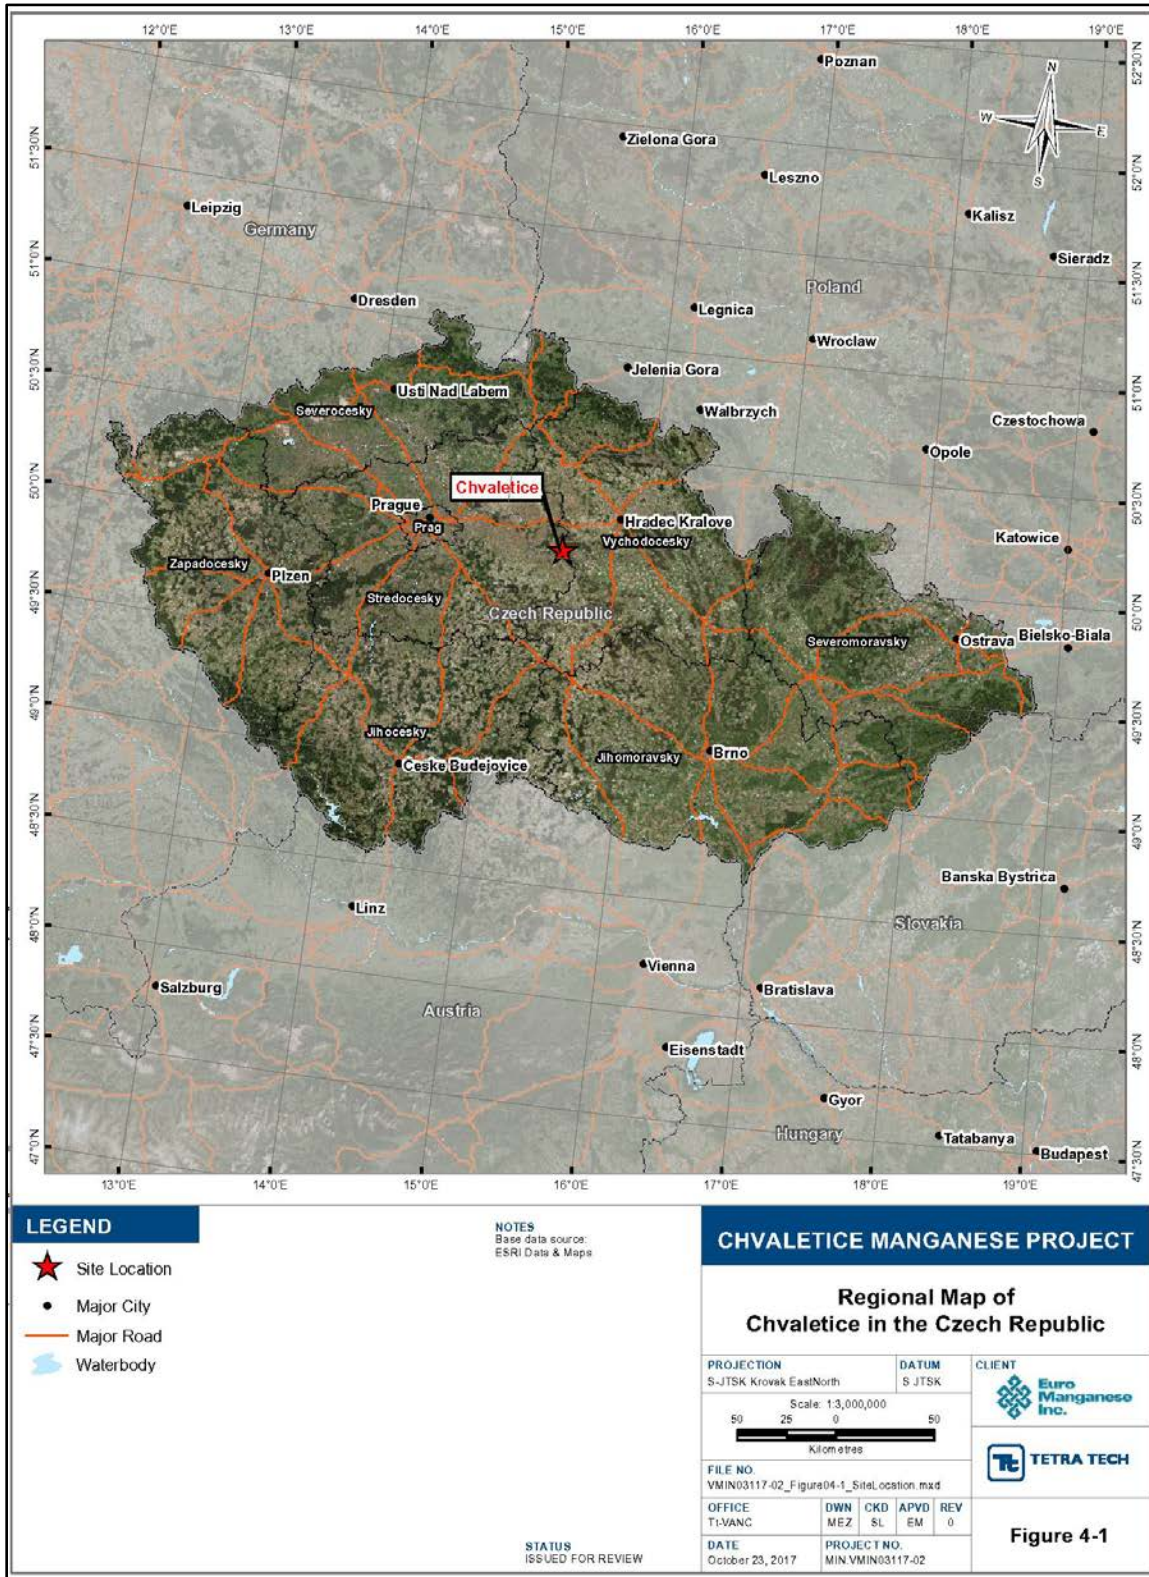 12°0'E 13°0'E 14°0'E 15°0'E 16°0'E 17°0'E 18°0'E 19°0'E
52°30'N
52°0'N
51°30'N
51°0'N
50°30'N
50°0'N
49°30'N
49°0'N
48°30'N
48°0'N
47°30'N
51°30'N
51°0'N
50°30'N
50°0'N
49°30'N
49°0'N
48°30'N
48°0'N
47°30'N
47°0'N
N
W
E
S
Poznan
Zielona Gora
Leszno
Leipzig
Kalisz
Germany
Sieradz
Poland
Dresden
Legnica
Wroclaw
Jelenia Gora
Usti Nad Labem
Severocesky
Walbrzych
Czestochowa
Opole
Chvaletice
Prague
Prag
Hradec Kralove
Vychodocesky
Katowice
Zapadocesky
Plzen
Stredocesky
Czech Republic
Severomoravsky
Ostrava
Bielsko-Biala
Jihocesky
Ceske Budejovice
Jihomoravsky
Brno
Banska Bystrica
Linz
Slovakia
Vienna
Salzburg
Bratislava
Austria
Eisenstadt
Gyor
Hungary
Tatabanya
Budapest
13°0'E 14°0'E 15°0'E 16°0'E 17°0'E 18°0'E 19°0'E
LEGEND
Site Location
Major City
Major Road
Waterbody
NOTES
Base data source:
ESRI Data & Maps
STATUS
ISSUED FOR REVIEW
CHVALETICE MANGANESE PROJECT
Regional Map of
Chvaletice in the Czech Republic
PROJECTION
S-JTSK Krovak EastNorth
DATUM
S JTSK
CLIENT
Euro
Manganese
Inc.
Scale: 1:3,000,000
50 25 0 50
Kilometres
Tt TETRA TECH
FILE NO.
VMIN03117-02_Figure04-1_SiteLocation.mxd
OFFICE
Tt-VANC
DWN
MEZ
CKD
SL
APVD
EM
REV
0
DATE
October 23, 2017
PROJECT NO.
MIN.VMIN03117-02
Figure 4-1